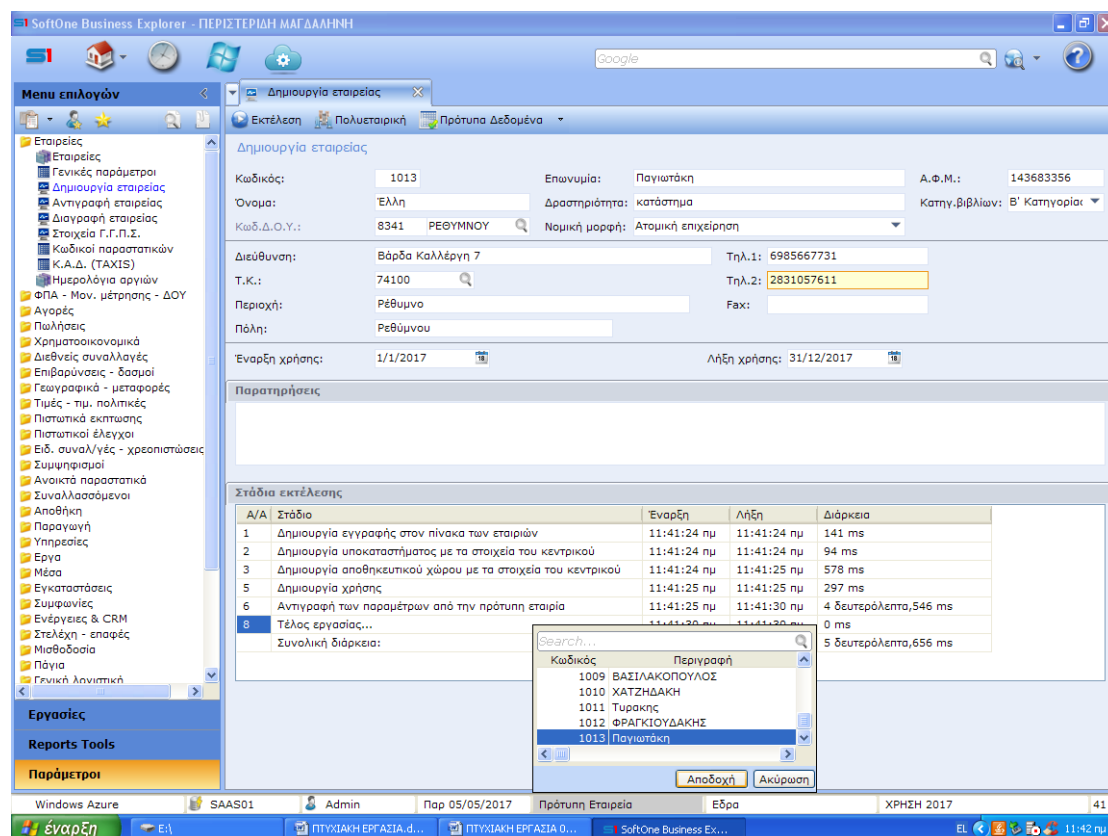 SoftOne Business Explorer - ΠΕΡΙΣΤΕΡΙΔΗ ΜΑΓΔΑΛΗΝΗ
S1
Google
Menu επιλογών
Δημιουργία εταιρείας
Εκτέλεση Πολυεταιρική Πρότυπα Δεδομένα
Εταιρείες
Εταιρείες
Γενικές παράμετροι
Δημιουργία εταιρείας
Αντιγραφή εταιρείας
Διαγραφή εταιρείας
Στοιχεία Γ.Γ.Π.Σ.
Κωδικοί παραστατικών
Κ.Α.Δ. (TAXIS)
Ημερολόγια αργιών
ΦΠΑ - Μον. μέτρησης - ΔΟΥ
Αγορές
Πωλήσεις
Χρηματοοικονομικά
Διεθνείς συναλλαγές
Επιβαρύνσεις - δασμοί
Γεωγραφικά - μεταφορές
Τιμές - τιμ. πολιτικές
Πιστωτικά εκπτωσης
Πιστωτικοί έλεγχοι
Ειδ. συναλ/γές - χρεοπιστώσεις
Συμψηφισμοί
Ανοικτά παραστατικά
Συναλλασσόμενοι
Αποθήκη
Παραγωγή
Υπηρεσίες
Εργα
Μέσα
Εγκαταστάσεις
Συμφωνίες
Ενέργειες & CRM
Στελέχη - επαφές
Μισθοδοσία
Πάγια
Γενική λογιστική
Εργασίες
Reports Tools
Παράμετροι
Δημιουργία εταιρείας
Κωδικός: 1013 Επωνυμία: Παγιωτάκη Α.Φ.Μ.: 143683356
Όνομα: Έλλη Δραστηριότητα: κατάστημα Κατηγ.βιβλίων: Β' Κατηγορίας
Κωδ.Δ.Ο.Υ.: 8341 ΡΕΘΥΜΝΟΥ Νομική μορφή: Ατομική επιχείρηση
Διεύθυνση: Βάρδα Καλλέργη 7 Τηλ.1: 6985667731
Τ.Κ.: 74100 Τηλ.2: 2831057611
Περιοχή: Ρέθυμνο Fax:
Πόλη: Ρεθύμνου
Έναρξη χρήσης: 1/1/2017 Λήξη χρήσης: 31/12/2017
Παρατηρήσεις
Στάδια εκτέλεσης
Α/Α Στάδιο Έναρξη Λήξη Διάρκεια
1 Δημιουργία εγγραφής στον πίνακα των εταιριών 11:41:24 πμ 11:41:24 πμ 141 ms
2 Δημιουργία υποκαταστήματος με τα στοιχεία του κεντρικού 11:41:24 πμ 11:41:24 πμ 94 ms
3 Δημιουργία αποθηκευτικού χώρου με τα στοιχεία του κεντρικού 11:41:24 πμ 11:41:25 πμ 578 ms
5 Δημιουργία χρήσης 11:41:25 πμ 11:41:25 πμ 297 ms
6 Αντιγραφή των παραμέτρων από την πρότυπη εταιρία 11:41:25 πμ 11:41:30 πμ 4 δευτερόλεπτα,546 ms
8 Τέλος εργασίας... 11:41:30 πμ 11:41:30 πμ 0 ms
Συνολική διάρκεια: 5 δευτερόλεπτα,656 ms
Search...
Κωδικός Περιγραφή
1009 ΒΑΣΙΛΑΚΟΠΟΥΛΟΣ
1010 ΧΑΤΖΗΔΑΚΗ
1011 Τυρακης
1012 ΦΡΑΓΚΙΟΥΔΑΚΗΣ
1013 Παγιωτάκη
Αποδοχή Ακύρωση
Windows Azure SAAS01 Admin Παρ 05/05/2017 Πρότυπη Εταιρεία Εδρα ΧΡΗΣΗ 2017 41
έναρξη E:\ ΠΤΥΧΙΑΚΗ ΕΡΓΑΣΙΑ.d... ΠΤΥΧΙΑΚΗ ΕΡΓΑΣΙΑ 0... SoftOne Business Ex... EL 11:42 πμ